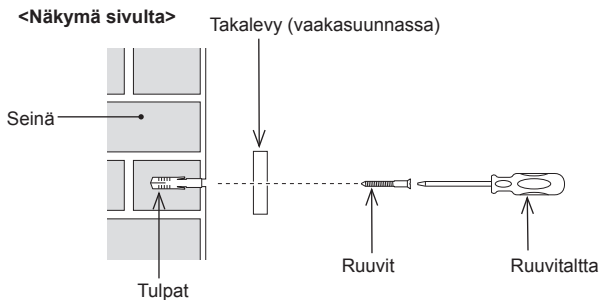 <Näkymä sivulta>
Takalevy (vaakasuunnassa)
Seinä
Ruuvit
Ruuvitaltta
Tulpat